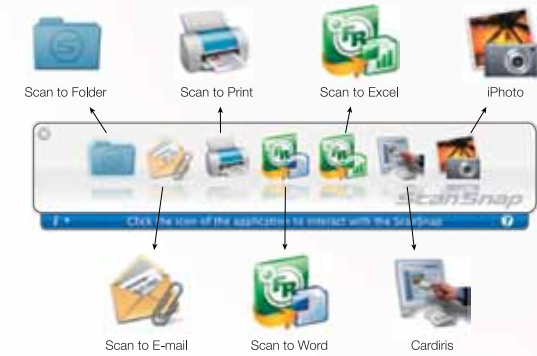 Scan to Folder
Scan to Print
Scan to Excel
iPhoto
ScanSnap
Click the icon of the application to interact with the ScanSnap
Scan to E-mail
Scan to Word
Cardiris